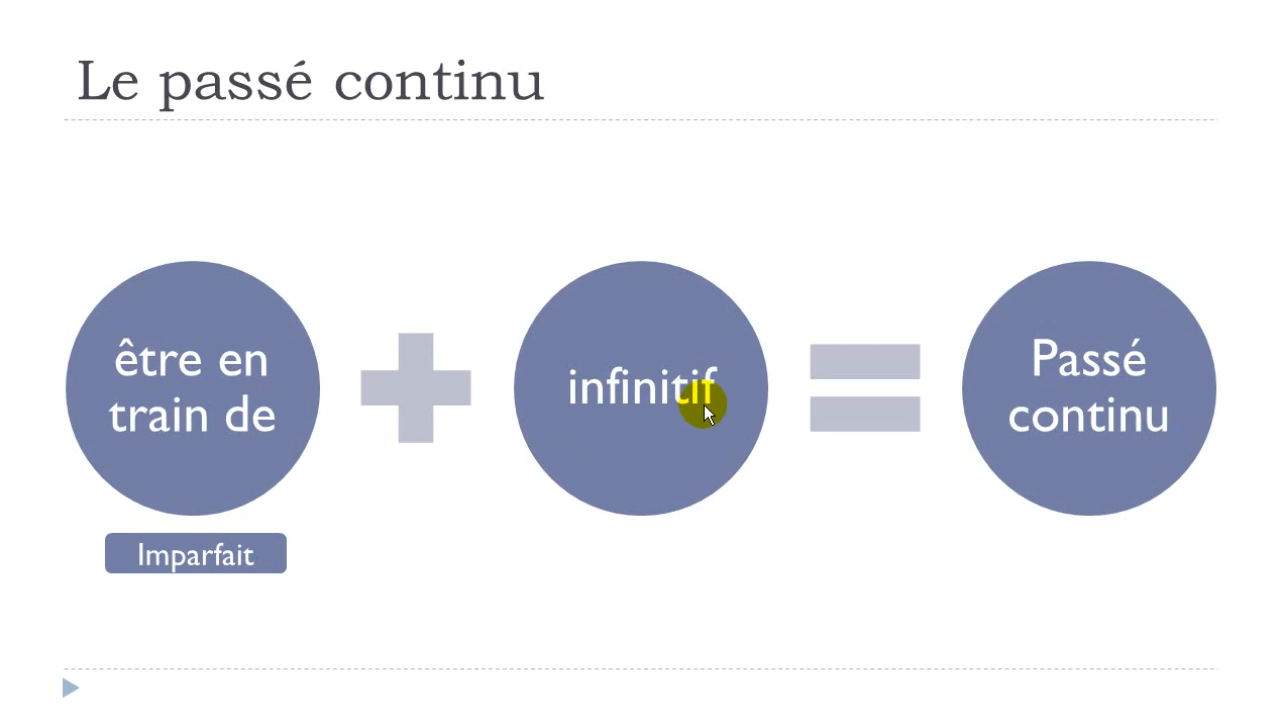 Le passé continu
être en
train de
infinitif
Passé
continu
Imparfait